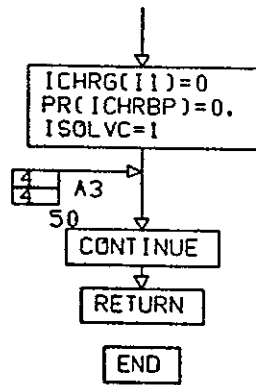 ICHRG(I1)=0
PR(ICHRBP)=0.
ISOLVC=1
4
A3
4
50
CONTINUE
RETURN
END